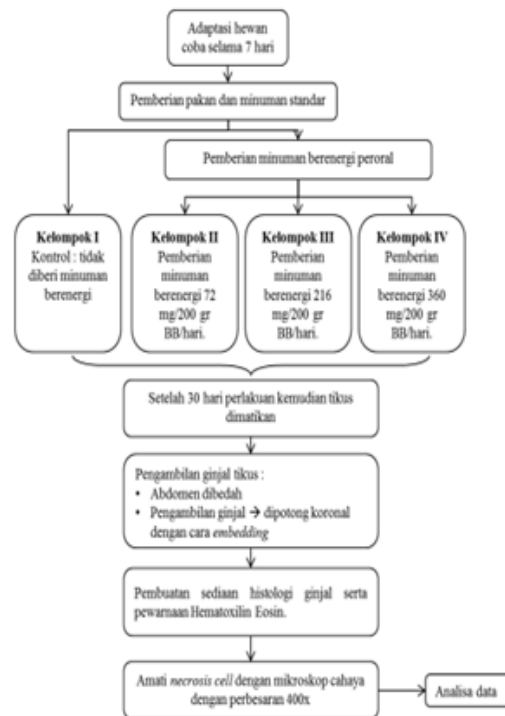 Adaptasi hewan
coba selama 7 hari
Pemberian pakan dan minuman standar
Pemberian minuman berenergi peroral
Kelompok I
Kontrol : tidak
diberi minuman
berenergi
Kelompok II
Pemberian
minuman
berenergi 72
mg/200 gr
BB/hari.
Kelompok III
Pemberian
minuman
berenergi 216
mg/200 gr
BB/hari.
Kelompok IV
Pemberian
minuman
berenergi 360
mg/200 gr
BB/hari.
Setelah 30 hari perlakuan kemudian tikus
dimatikan
Pengambilan ginjal tikus :
• Abdomen dibedah
• Pengambilan ginjal → dipotong koronal
dengan cara embedding
Pembuatan sediaan histologi ginjal serta
pewarnaan Hematoxilin Eosin.
Amati necrosis cell dengan mikroskop cahaya
dengan perbesaran 400x
Analisa data